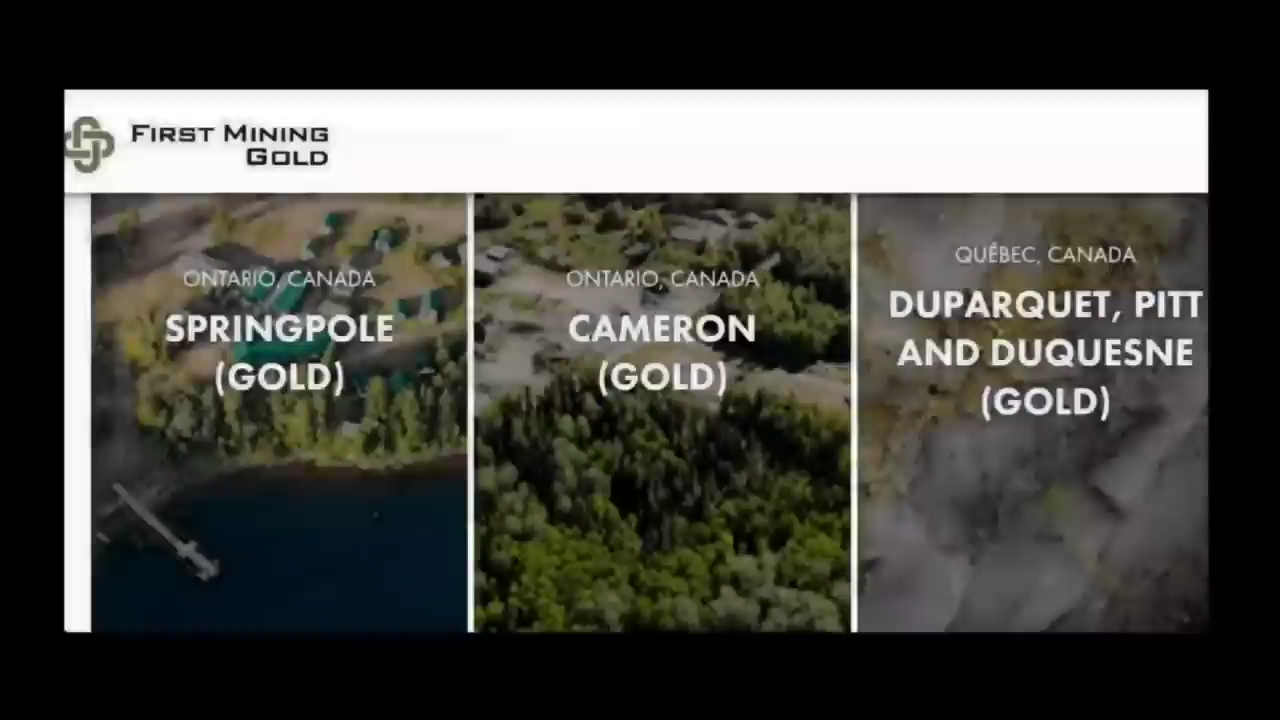 FIRST MINING
GOLD
ONTARIO, CANADA
SPRINGPOLE
(GOLD)
ONTARIO, CANADA
CAMERON
(GOLD)
QUÉBEC, CANADA
DUPARQUET, PITT
AND DUQUESNE
(GOLD)